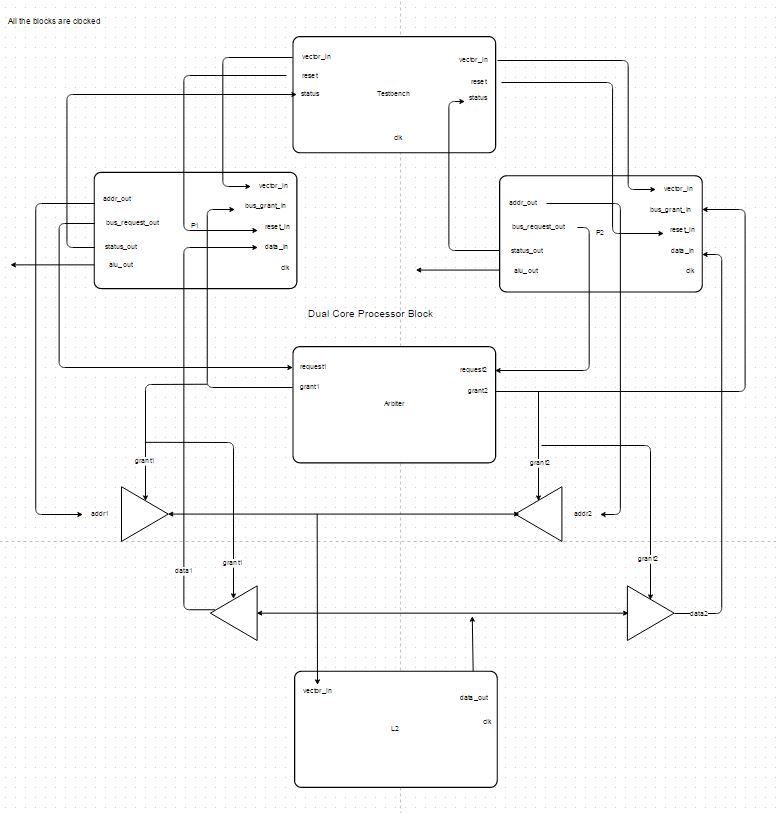 All the blocks are clocked
vector_in
reset
status
Testbench
clk
vector_in
reset
status
addr_out
bus_request_out
status_out
alu_out
P1
vector_in
bus_grant_in
reset_in
data_in
clk
addr_out
bus_request_out
status_out
alu_out
P2
vector_in
bus_grant_in
reset_in
data_in
clk
Dual Core Processor Block
request1
grant1
Arbiter
request2
grant2
grant1
grant2
addr1
addr2
grant1
grant2
data1
data2
vector_in
data_out
clk
L2